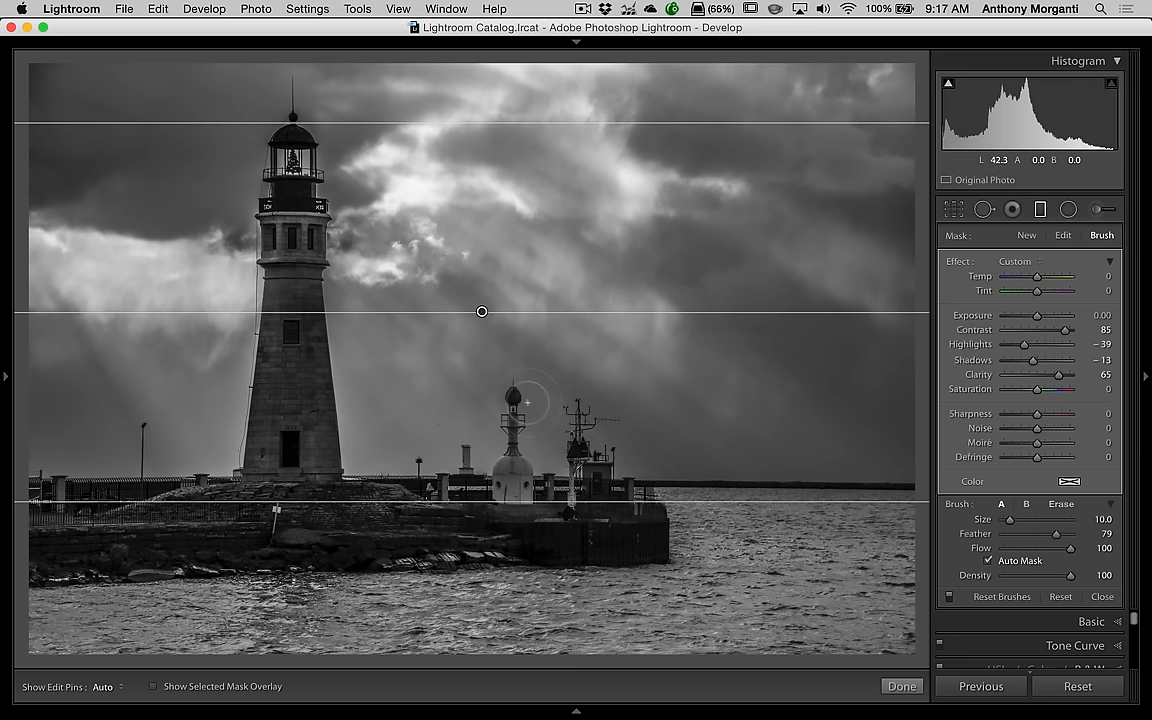 Lightroom File Edit Develop Photo Settings Tools View Window Help (66%) 100% 9:17 AM Anthony Morganti
Lightroom Catalog.lrcat - Adobe Photoshop Lightroom - Develop
Histogram
L 42.3 A 0.0 B 0.0
Original Photo
Mask : New Edit Brush
Effect : Custom
Temp 0
Tint 0
Exposure 0.00
Contrast 85
Highlights – 39
Shadows – 13
Clarity 65
Saturation 0
Sharpness 0
Noise 0
Moiré 0
Defringe 0
Color
Brush : A B Erase
Size 10.0
Feather 79
Flow 100
Auto Mask
Density 100
Reset Brushes Reset Close
Basic
Tone Curve
Show Edit Pins : Auto Show Selected Mask Overlay Done Previous Reset